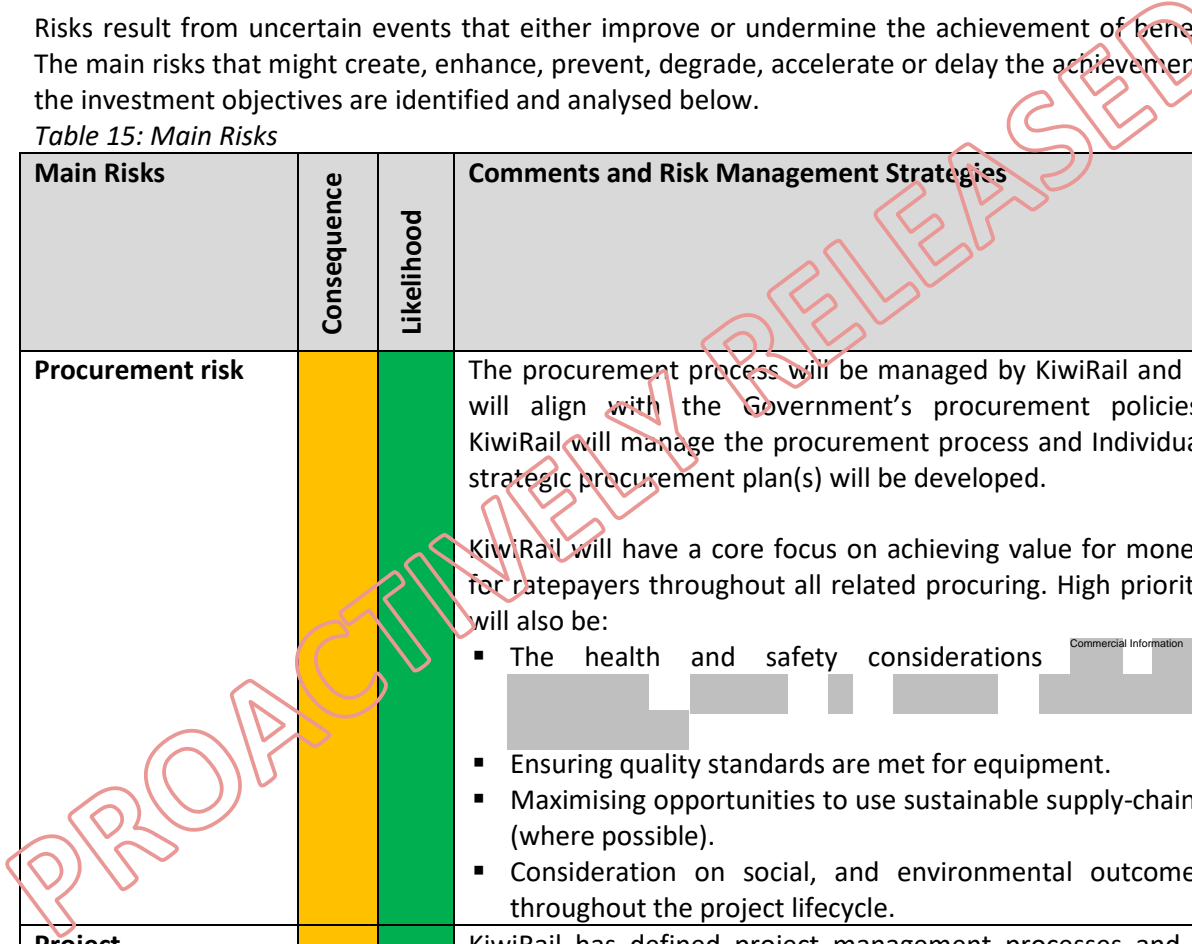 Risks result from uncertain events that either improve or undermine the achievement of
The main risks that might create, enhance, prevent, degrade, accelerate or delay the
the investment objectives are identified and analysed below.
Table 15: Main Risks
Main Risks
Consequence
Likelihood
Comments and Risk Management Strategies
Procurement risk
The procurement process will be managed by KiwiRail and
will align with the Government's procurement policies
KiwiRail will manage the procurement process and Individua
strategic procurement plan(s) will be developed.
KiwiRail will have a core focus on achieving value for mone
for ratepayers throughout all related procuring. High priorit
will also be:
▪ The health and safety considerations
Commercial Information
▪ Ensuring quality standards are met for equipment.
▪ Maximising opportunities to use sustainable supply-chain
(where possible).
▪ Consideration on social, and environmental outcome
throughout the project lifecycle.
Project
KiwiRail has defined project management processes and
PROACTIVELY RELEASED